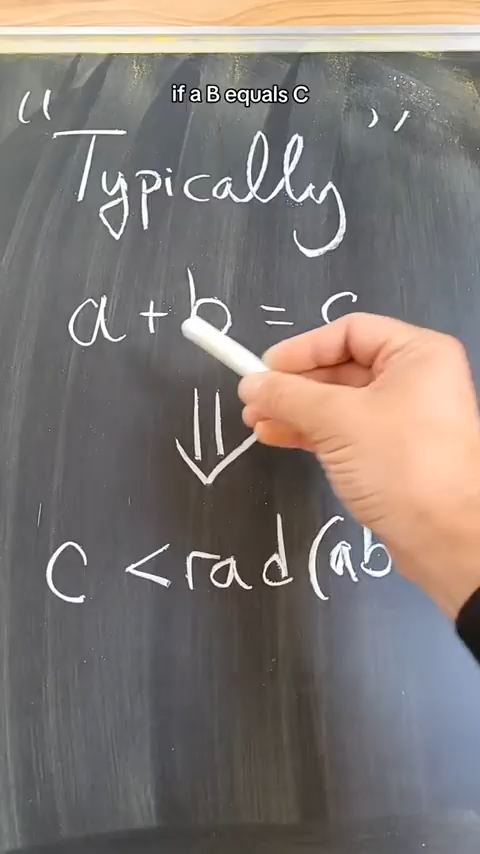 if a B equals C
“Typically”
a + b = c
⇓
c < rad(ab